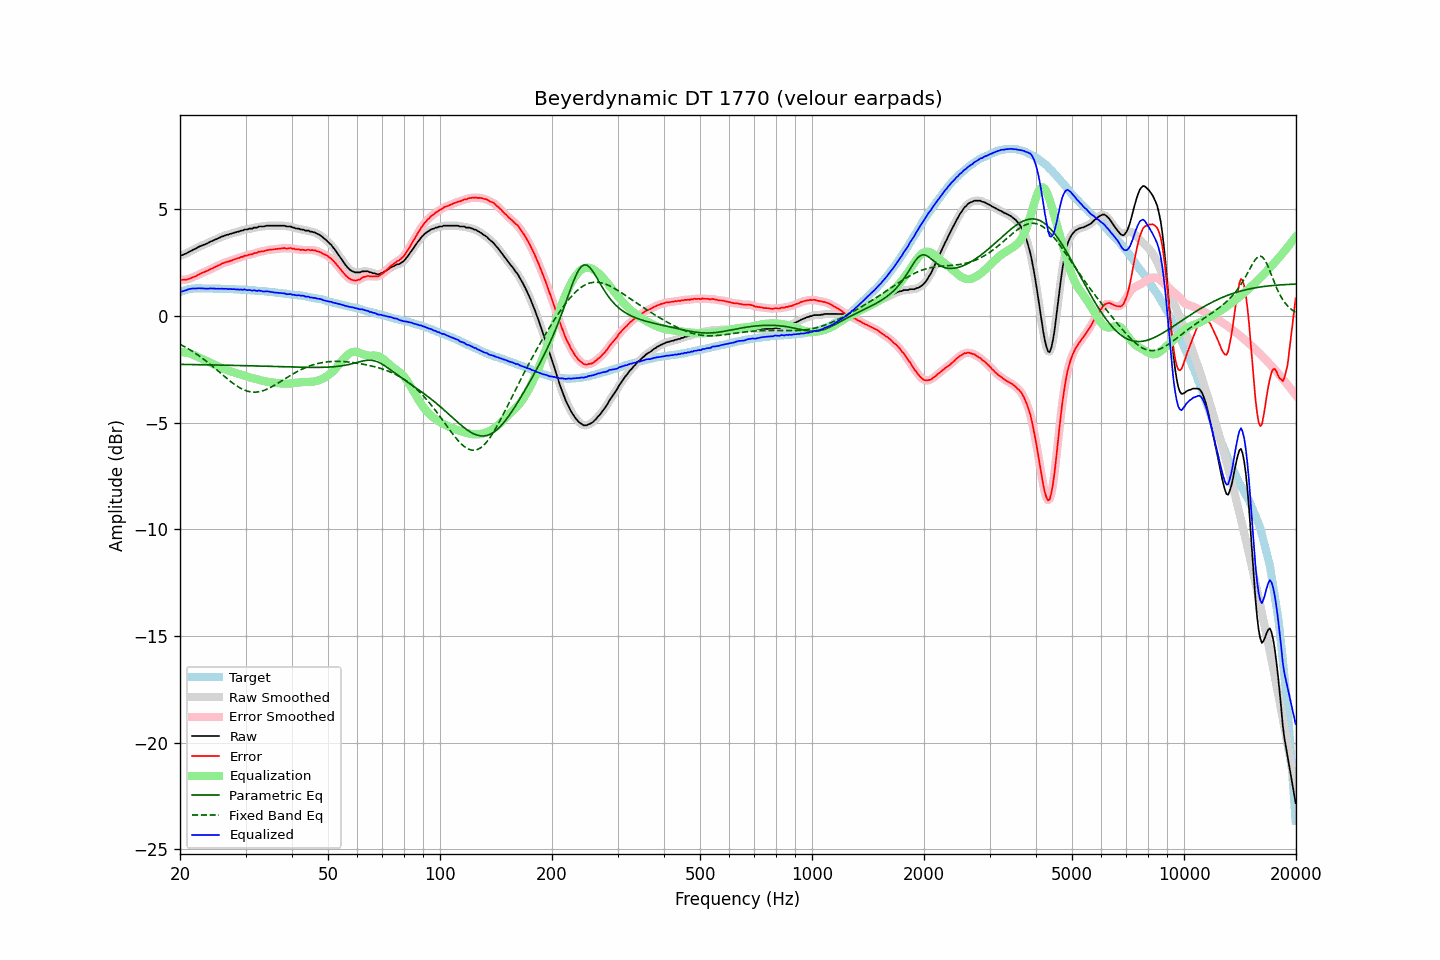 Beyerdynamic DT 1770 (velour earpads)
Amplitude (dBr)
5
0
−5
−10
−15
−20
−25
Target
Raw Smoothed
Error Smoothed
Raw
Error
Equalization
Parametric Eq
Fixed Band Eq
Equalized
20 50 100 200 500 1000 2000 5000 10000 20000
Frequency (Hz)